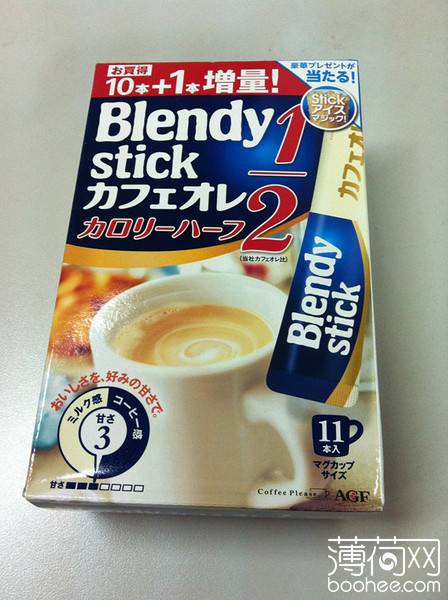 お買得
10本+1本増量!
豪華プレゼントが
当たる!
Stick
アイス
マジック!
Blendy
stick
カフェオレ
カロリーハーフ
1/2
(当社カフェオレ比)
カフェオレ
Blendy
stick
おいしさを、好みの甘さで。
ミルク感
コーヒー感
甘さ
3
甘さ
11
本入
マグカップ
サイズ
Coffee Please
AGF
薄荷网
boohee.com